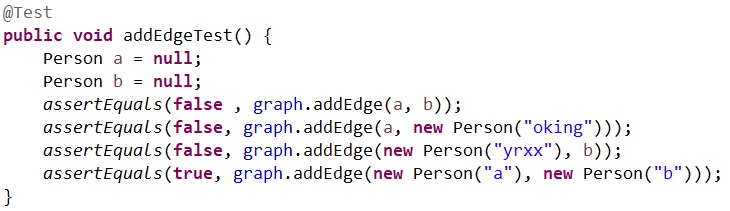 @Test
public void addEdgeTest() {
    Person a = null;
    Person b = null;
    assertEquals(false , graph.addEdge(a, b));
    assertEquals(false, graph.addEdge(a, new Person("oking")));
    assertEquals(false, graph.addEdge(new Person("yrxx"), b));
    assertEquals(true, graph.addEdge(new Person("a"), new Person("b")));
}